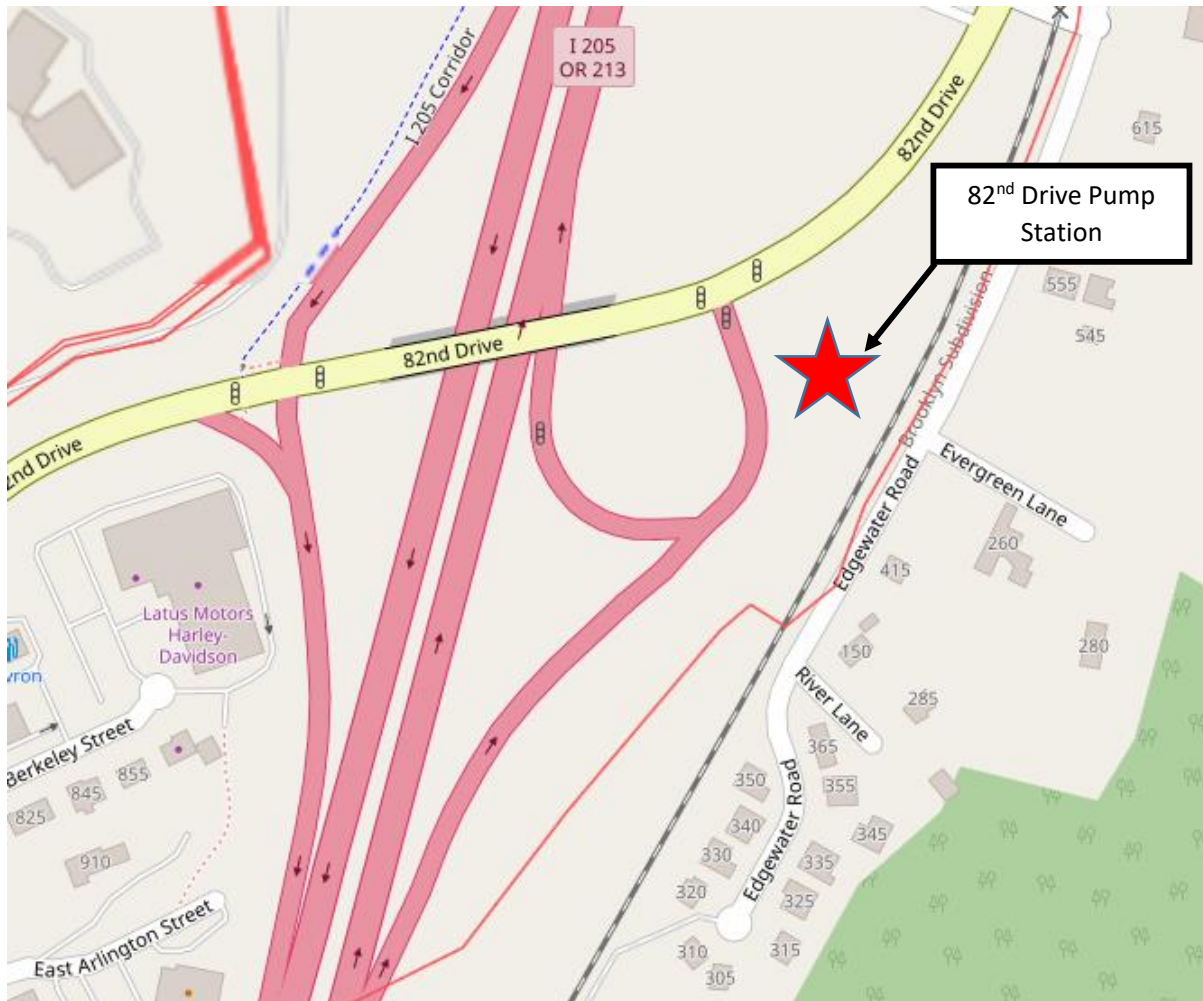 I 205
OR 213
I 205 Corridor
82nd Drive
615
82nd Drive Pump
Station
555
545
Brooklyn Subdivision
82nd Drive
2nd Drive
Evergreen Lane
260
Edgewater Road
415
Latus Motors
Harley-
Davidson
vron
150
280
River Lane
285
Berkeley Street
365
855
350
355
845
825
340
345
330
335
910
Edgewater Road
320
325
East Arlington Street
310
315
305